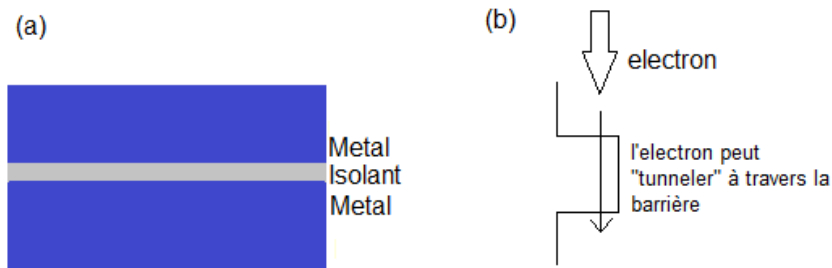 (a)
Metal
Isolant
Metal
(b)
electron
l'electron peut
"tunneler" à travers la
barrière